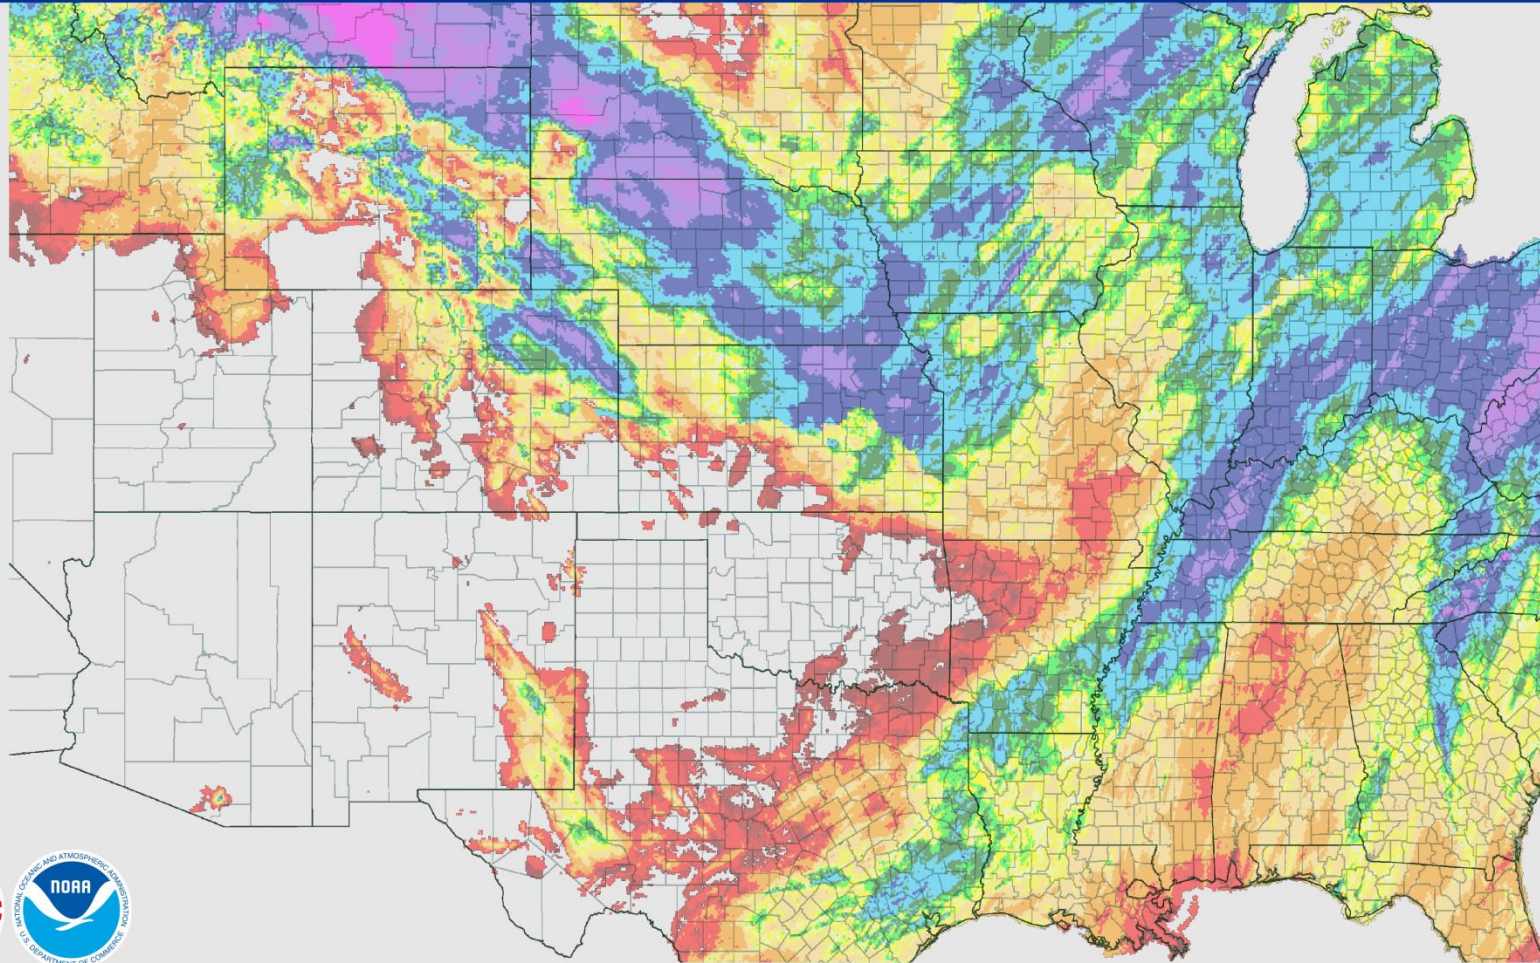 NATIONAL OCEANIC AND ATMOSPHERIC ADMINISTRATION
NOAA
U.S. DEPARTMENT OF COMMERCE